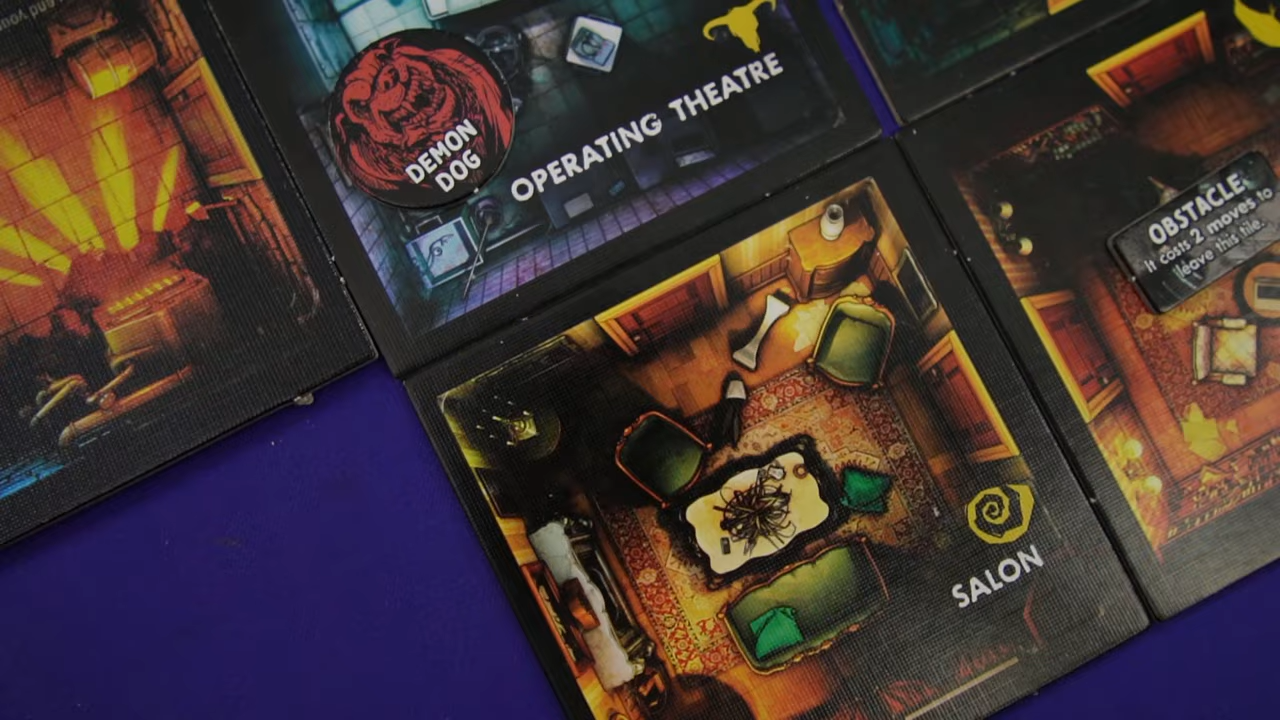 DEMON
DOG
OPERATING THEATRE
OBSTACLE
It costs 2 moves to
leave this tile.
SALON